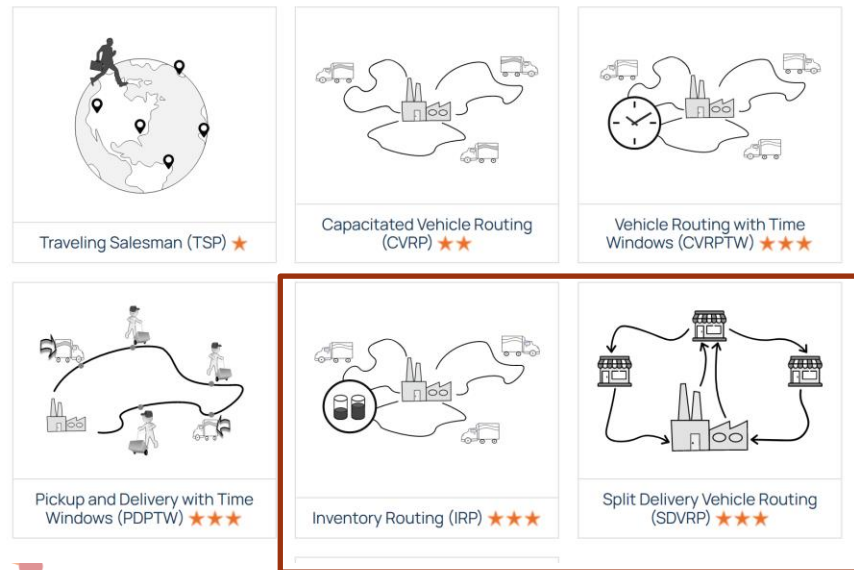 Traveling Salesman (TSP) ★
Capacitated Vehicle Routing
(CVRP) ★★
Vehicle Routing with Time
Windows (CVRPTW) ★★★
Pickup and Delivery with Time
Windows (PDPTW) ★★★
Inventory Routing (IRP) ★★★
Split Delivery Vehicle Routing
(SDVRP) ★★★